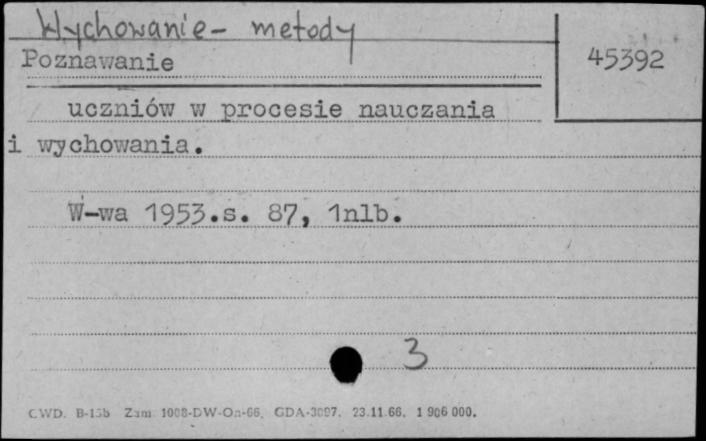 Wychowanie - metody
Poznawanie
45392
uczniów w procesie nauczania
i wychowania.
W-wa 1953.s. 87, 1nlb.
3
CWD. B-15b Zam. 1008-DW-On-66. GDA-3097. 23.11.66. 1 906 000.